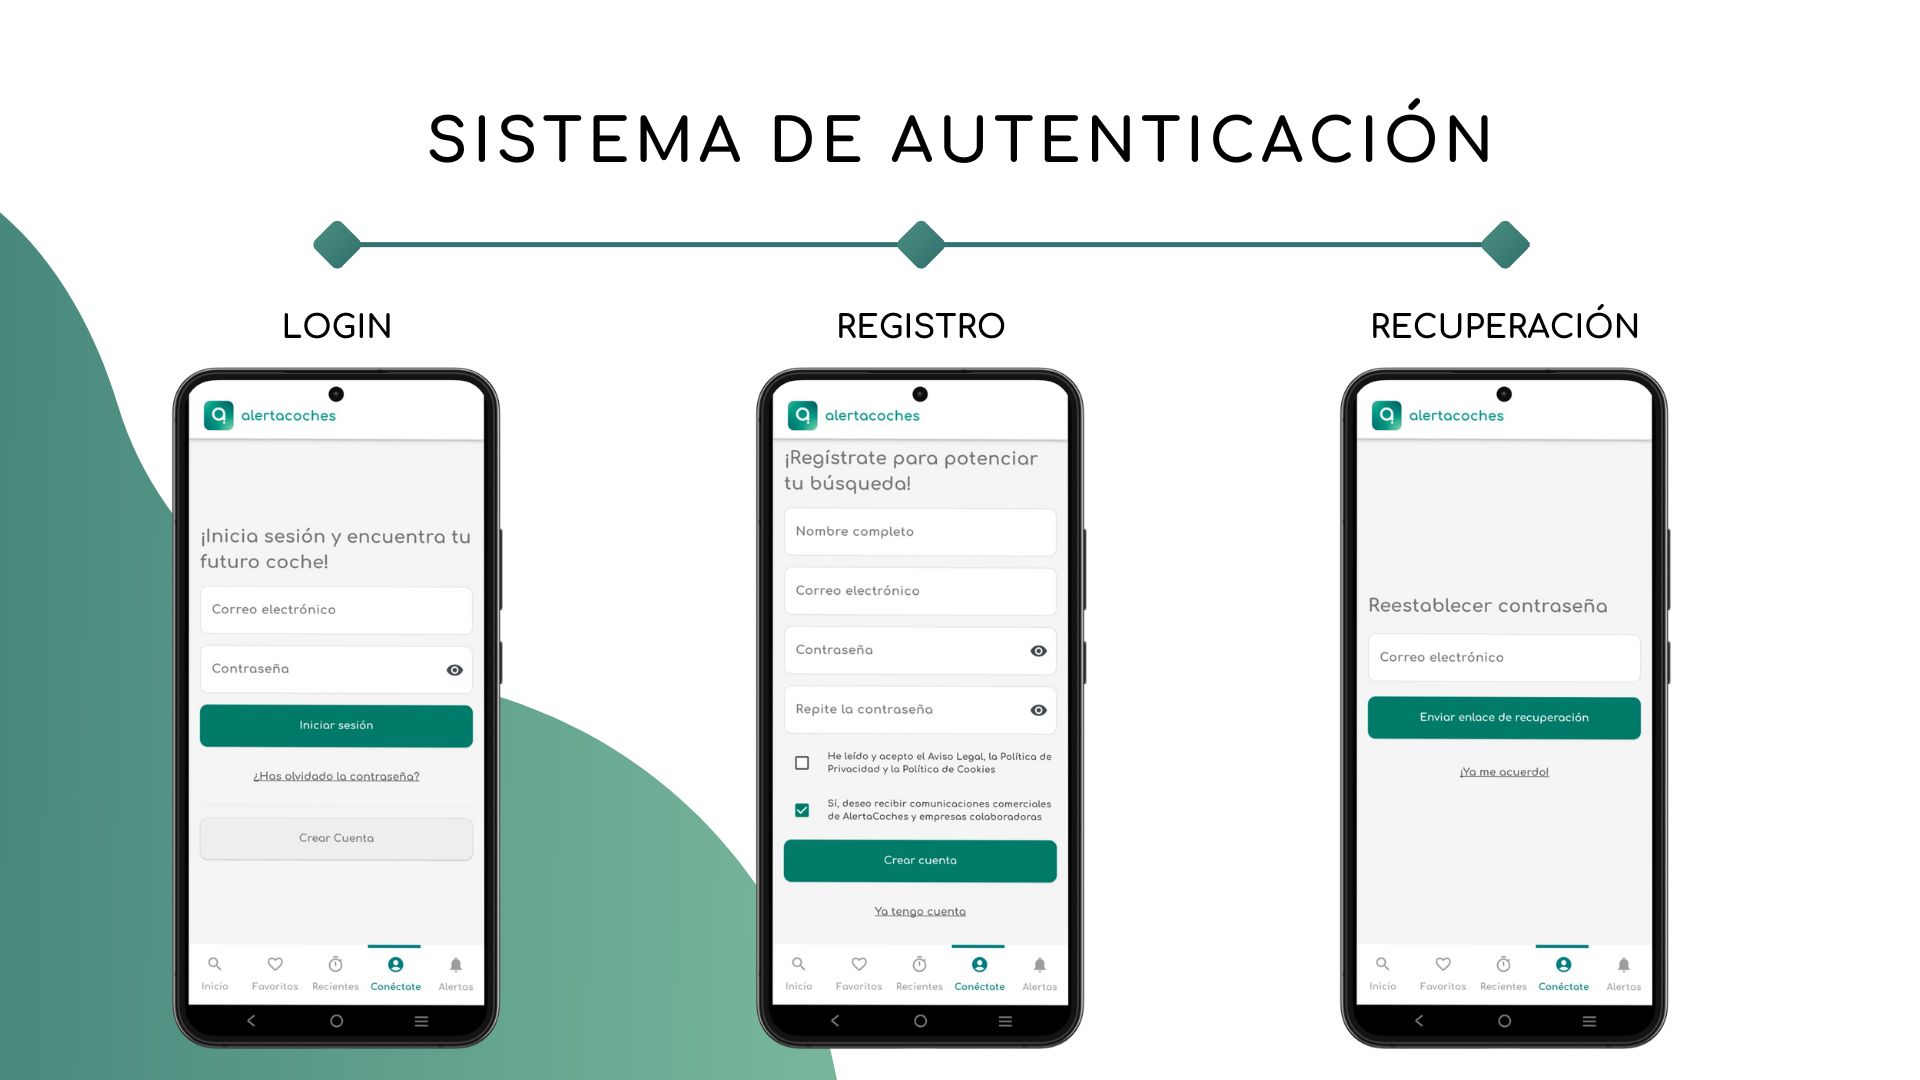 SISTEMA DE AUTENTICACIÓN
LOGIN
alertacoches
¡Inicia sesión y encuentra tu
futuro coche!
Correo electrónico
Contraseña
Iniciar sesión
¿Has olvidado la contraseña?
Crear Cuenta
Inicio
Favoritos
Recientes
Conéctate
Alertas
REGISTRO
alertacoches
¡Regístrate para potenciar
tu búsqueda!
Nombre completo
Correo electrónico
Contraseña
Repite la contraseña
He leído y acepto el Aviso Legal, la Política de
Privacidad y la Política de Cookies
Sí, deseo recibir comunicaciones comerciales
de AlertaCoches y empresas colaboradoras
Crear cuenta
Ya tengo cuenta
Inicio
Favoritos
Recientes
Conéctate
Alertas
RECUPERACIÓN
alertacoches
Reestablecer contraseña
Correo electrónico
Enviar enlace de recuperación
¡Ya me acuerdo!
Inicio
Favoritos
Recientes
Conéctate
Alertas